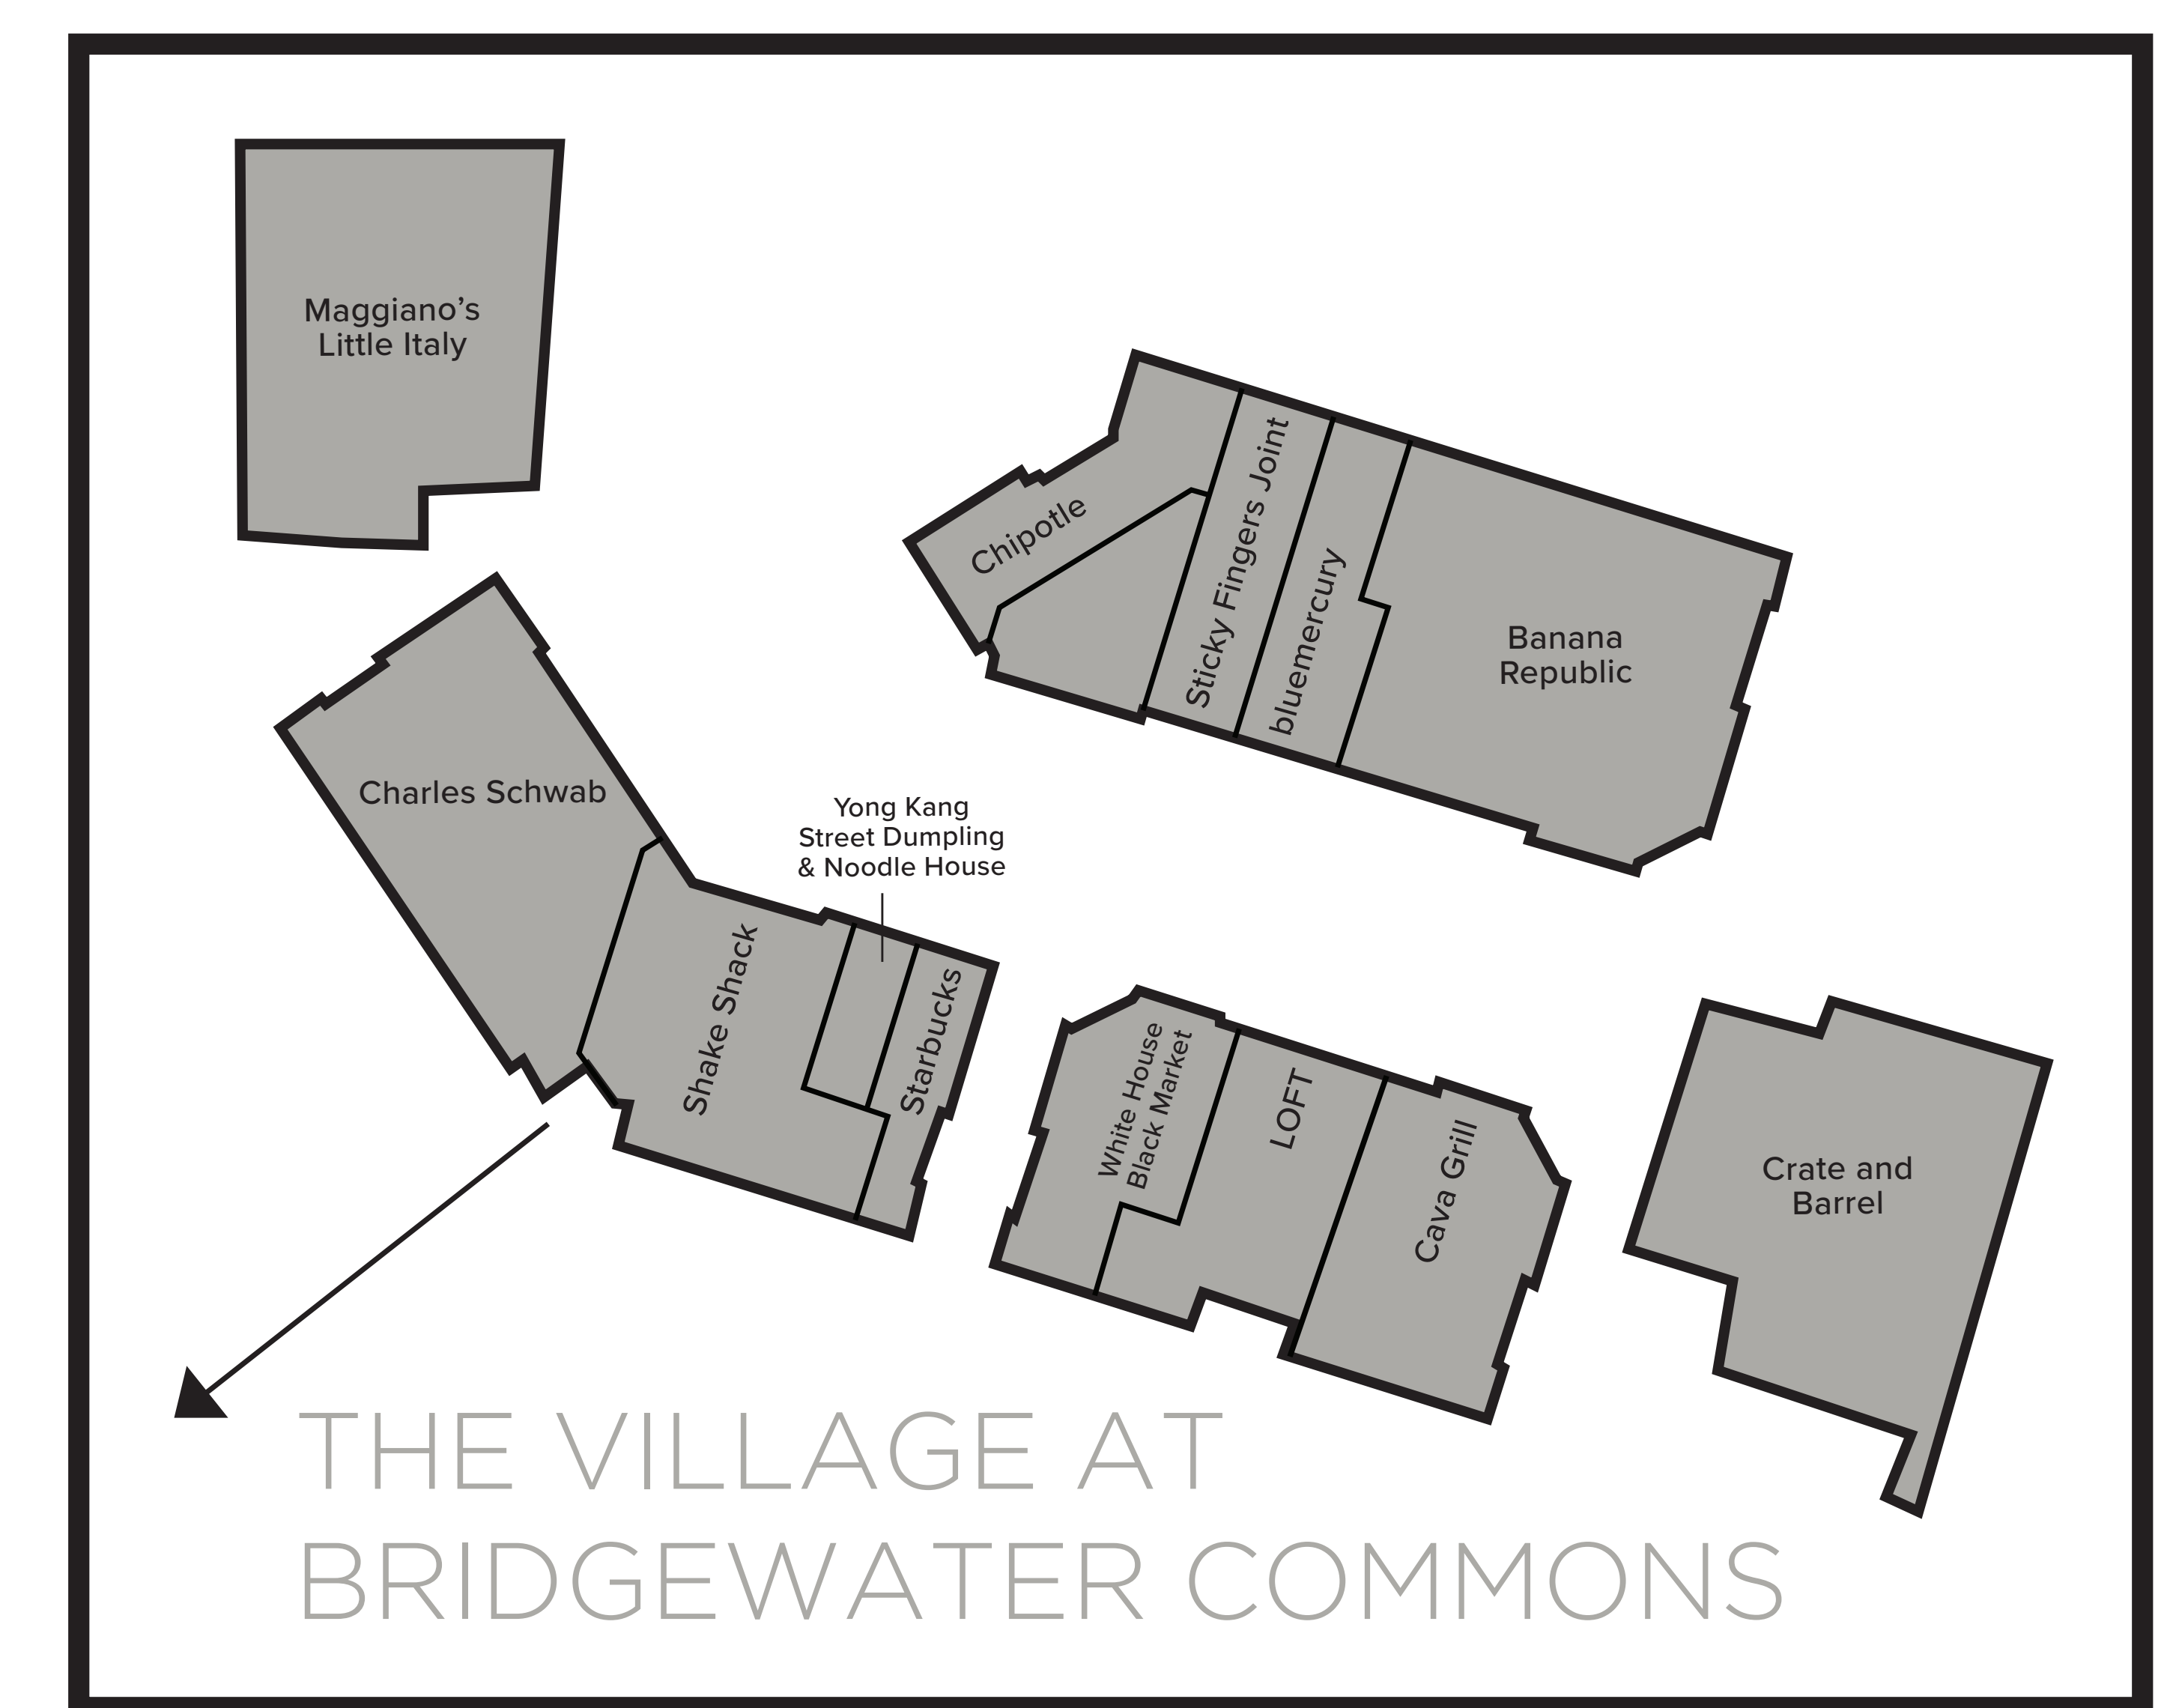 Maggiano’s
Little Italy
Chipotle
Sticky Fingers Joint
bluemercury
Banana
Republic
Charles Schwab
Yong Kang
Street Dumpling
& Noodle House
Shake Shack
Starbucks
White House
Black Market
LOFT
Cava Grill
Crate and
Barrel
THE VILLAGE AT
BRIDGEWATER COMMONS